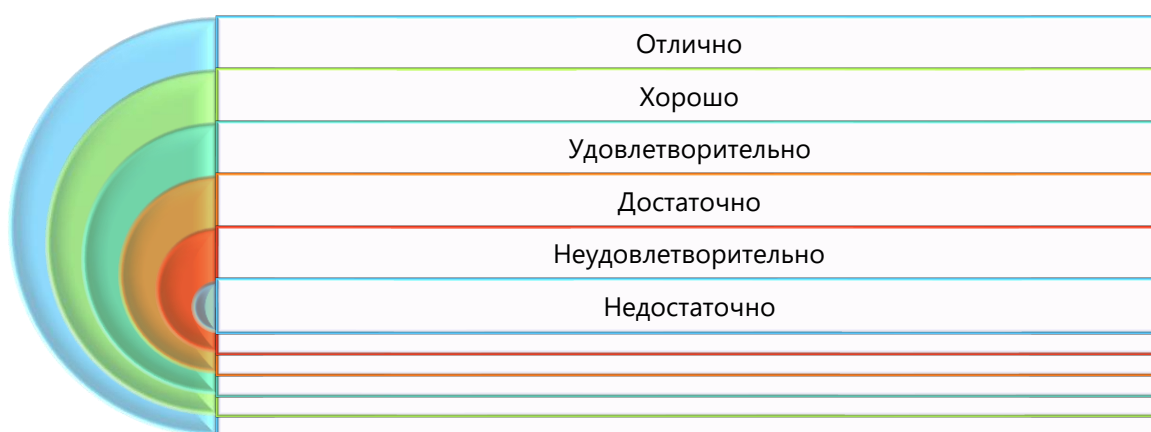 Отлично
Хорошо
Удовлетворительно
Достаточно
Неудовлетворительно
Недостаточно